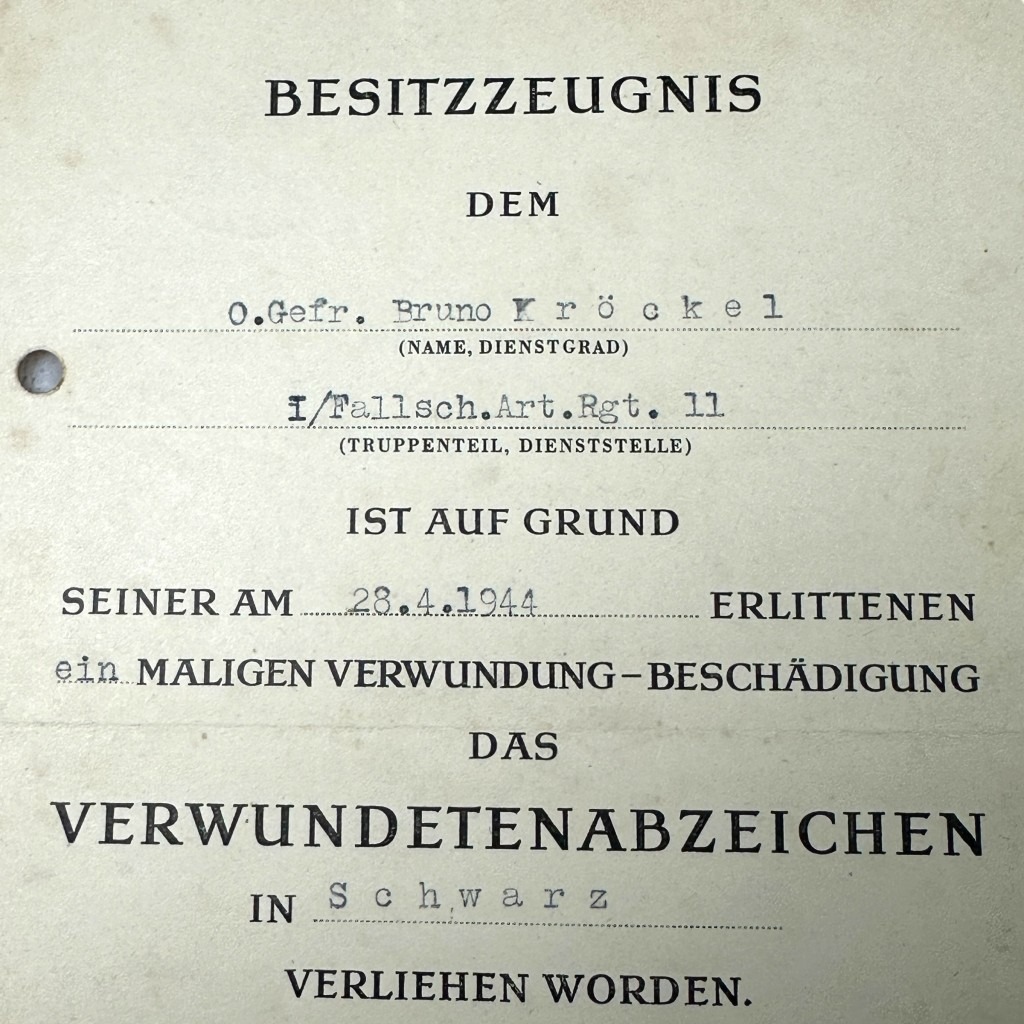 BESITZZEUGNIS
DEM
O.Gefr. Bruno K r ö c k e l
(NAME, DIENSTGRAD)
I/Fallsch.Art.Rgt. 11
(TRUPPENTEIL, DIENSTSTELLE)
IST AUF GRUND
SEINER AM 28.4.1944 ERLITTENEN
ein MALIGEN VERWUNDUNG–BESCHÄDIGUNG
DAS
VERWUNDETENABZEICHEN
IN S c h w a r z
VERLIEHEN WORDEN.